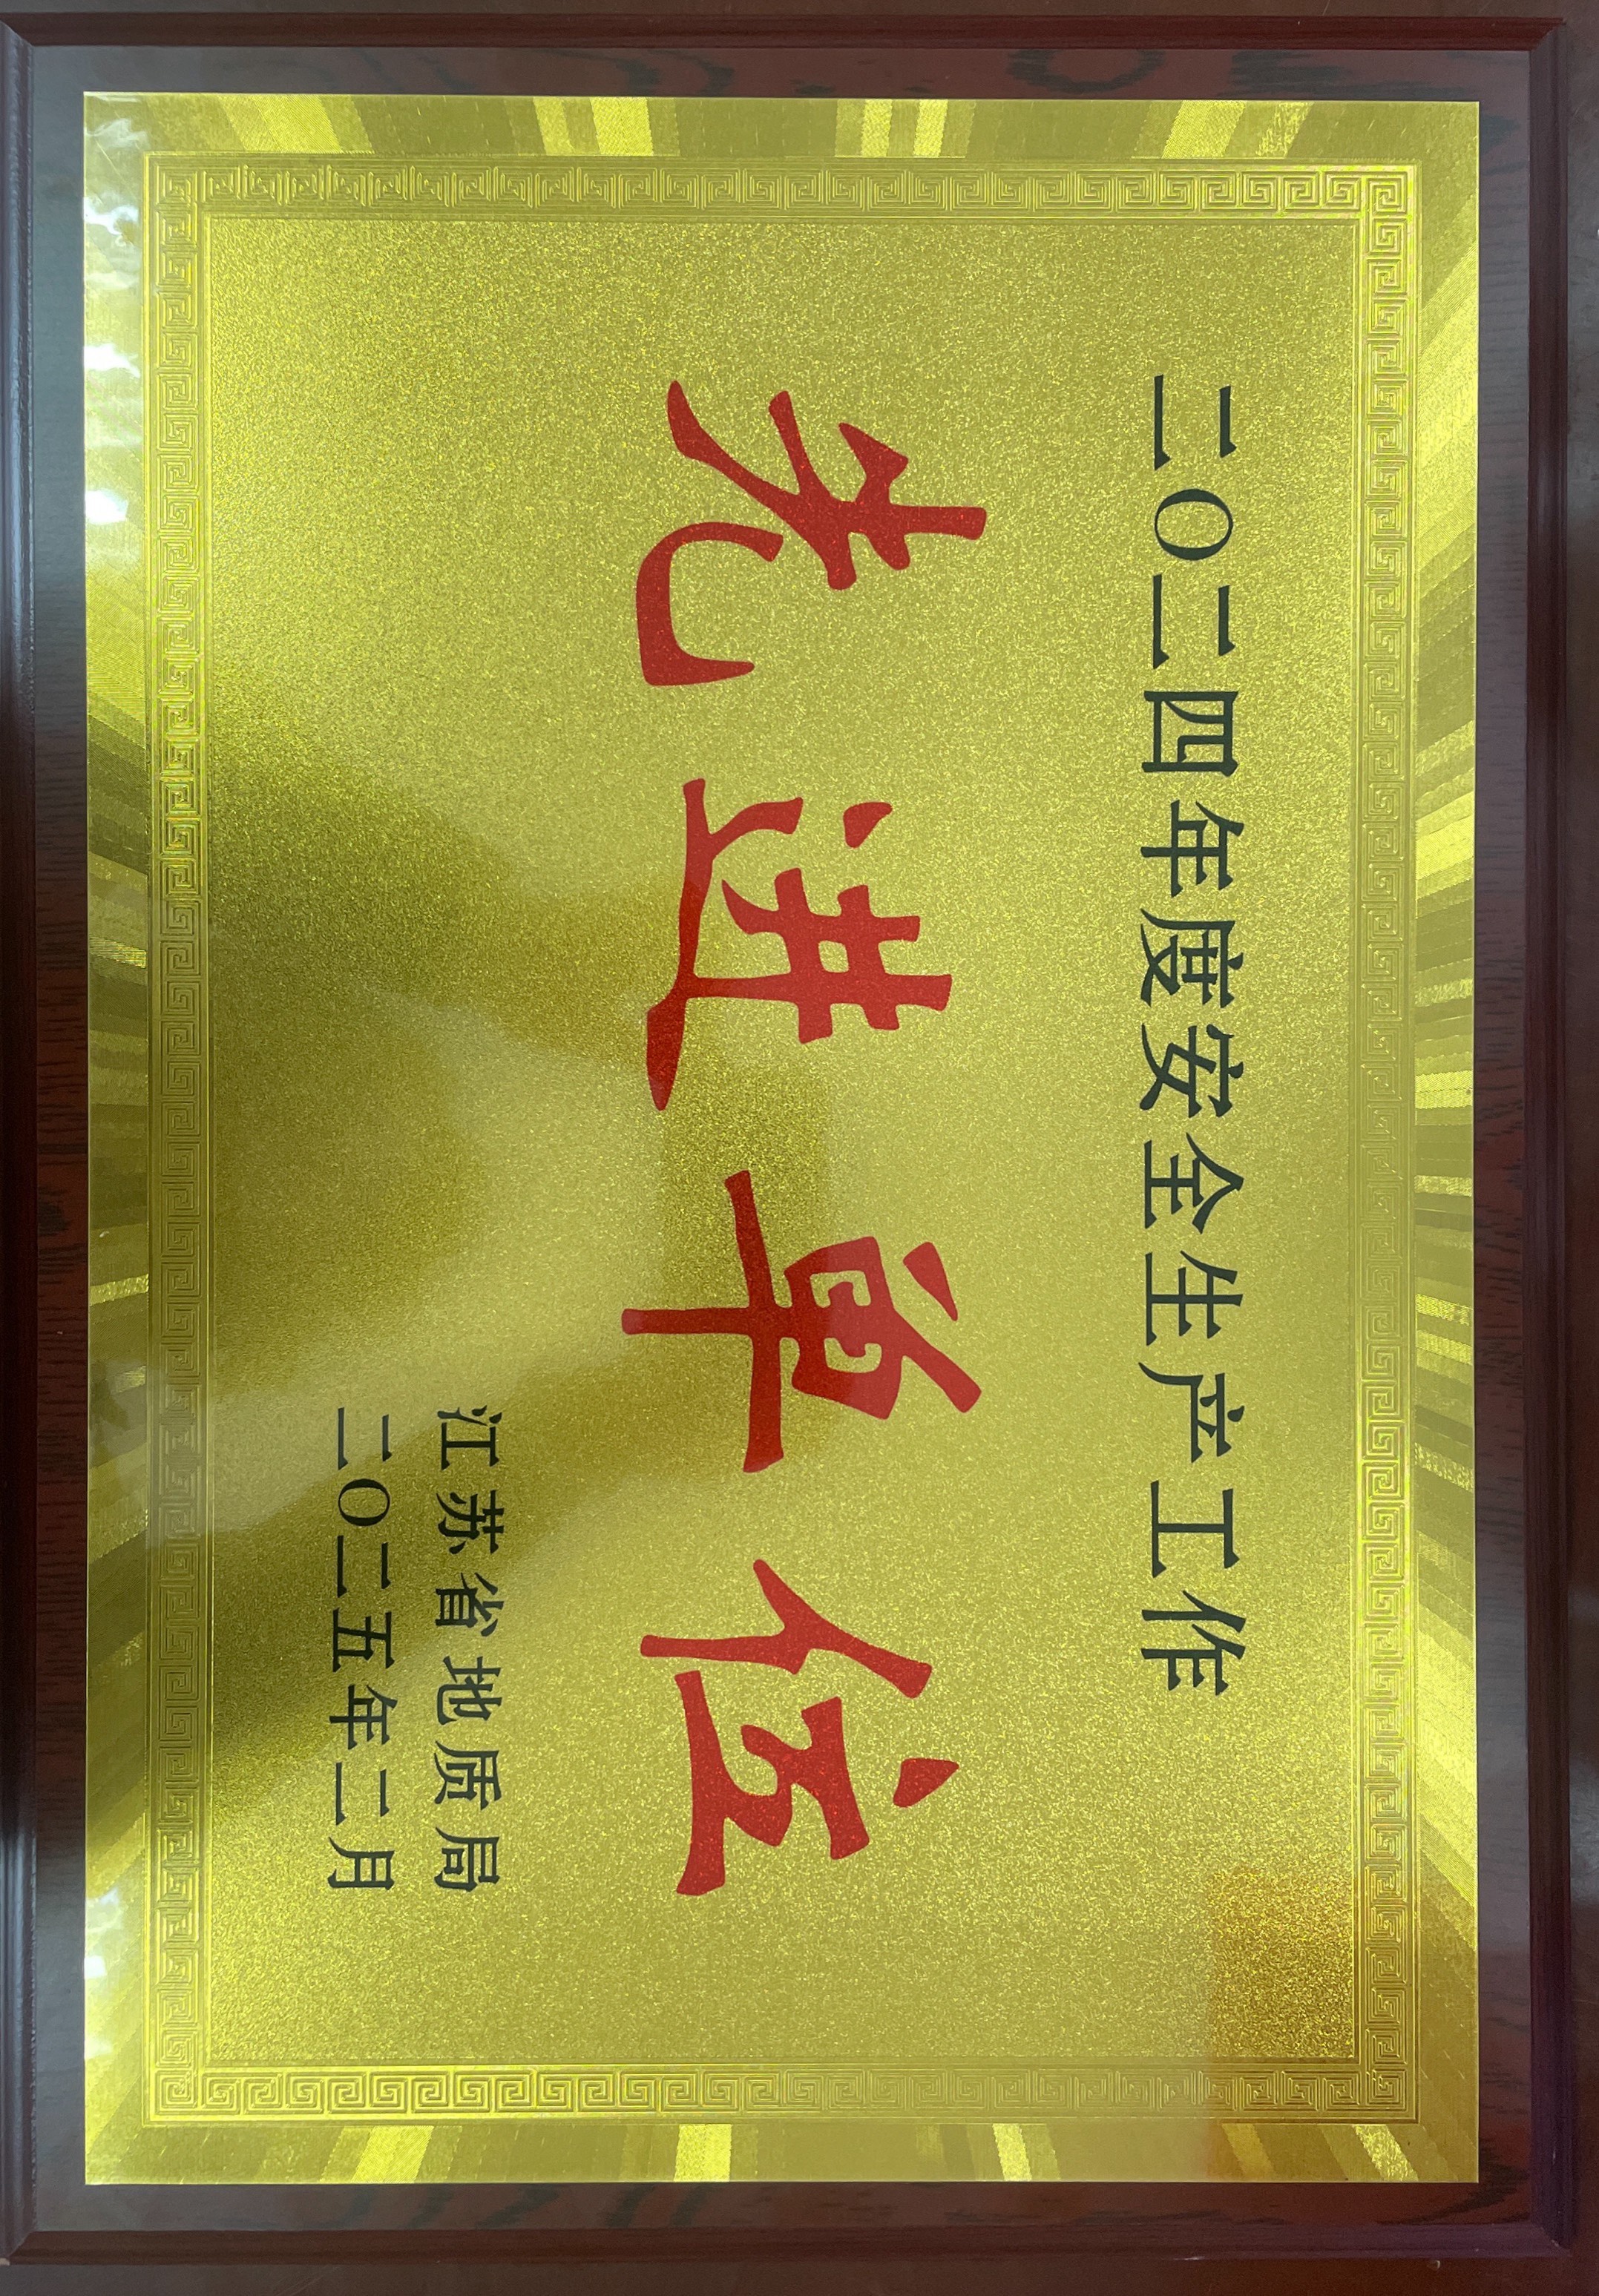 二〇二四年度安全生产工作
先进单位
江苏省地质局
二〇二五年二月